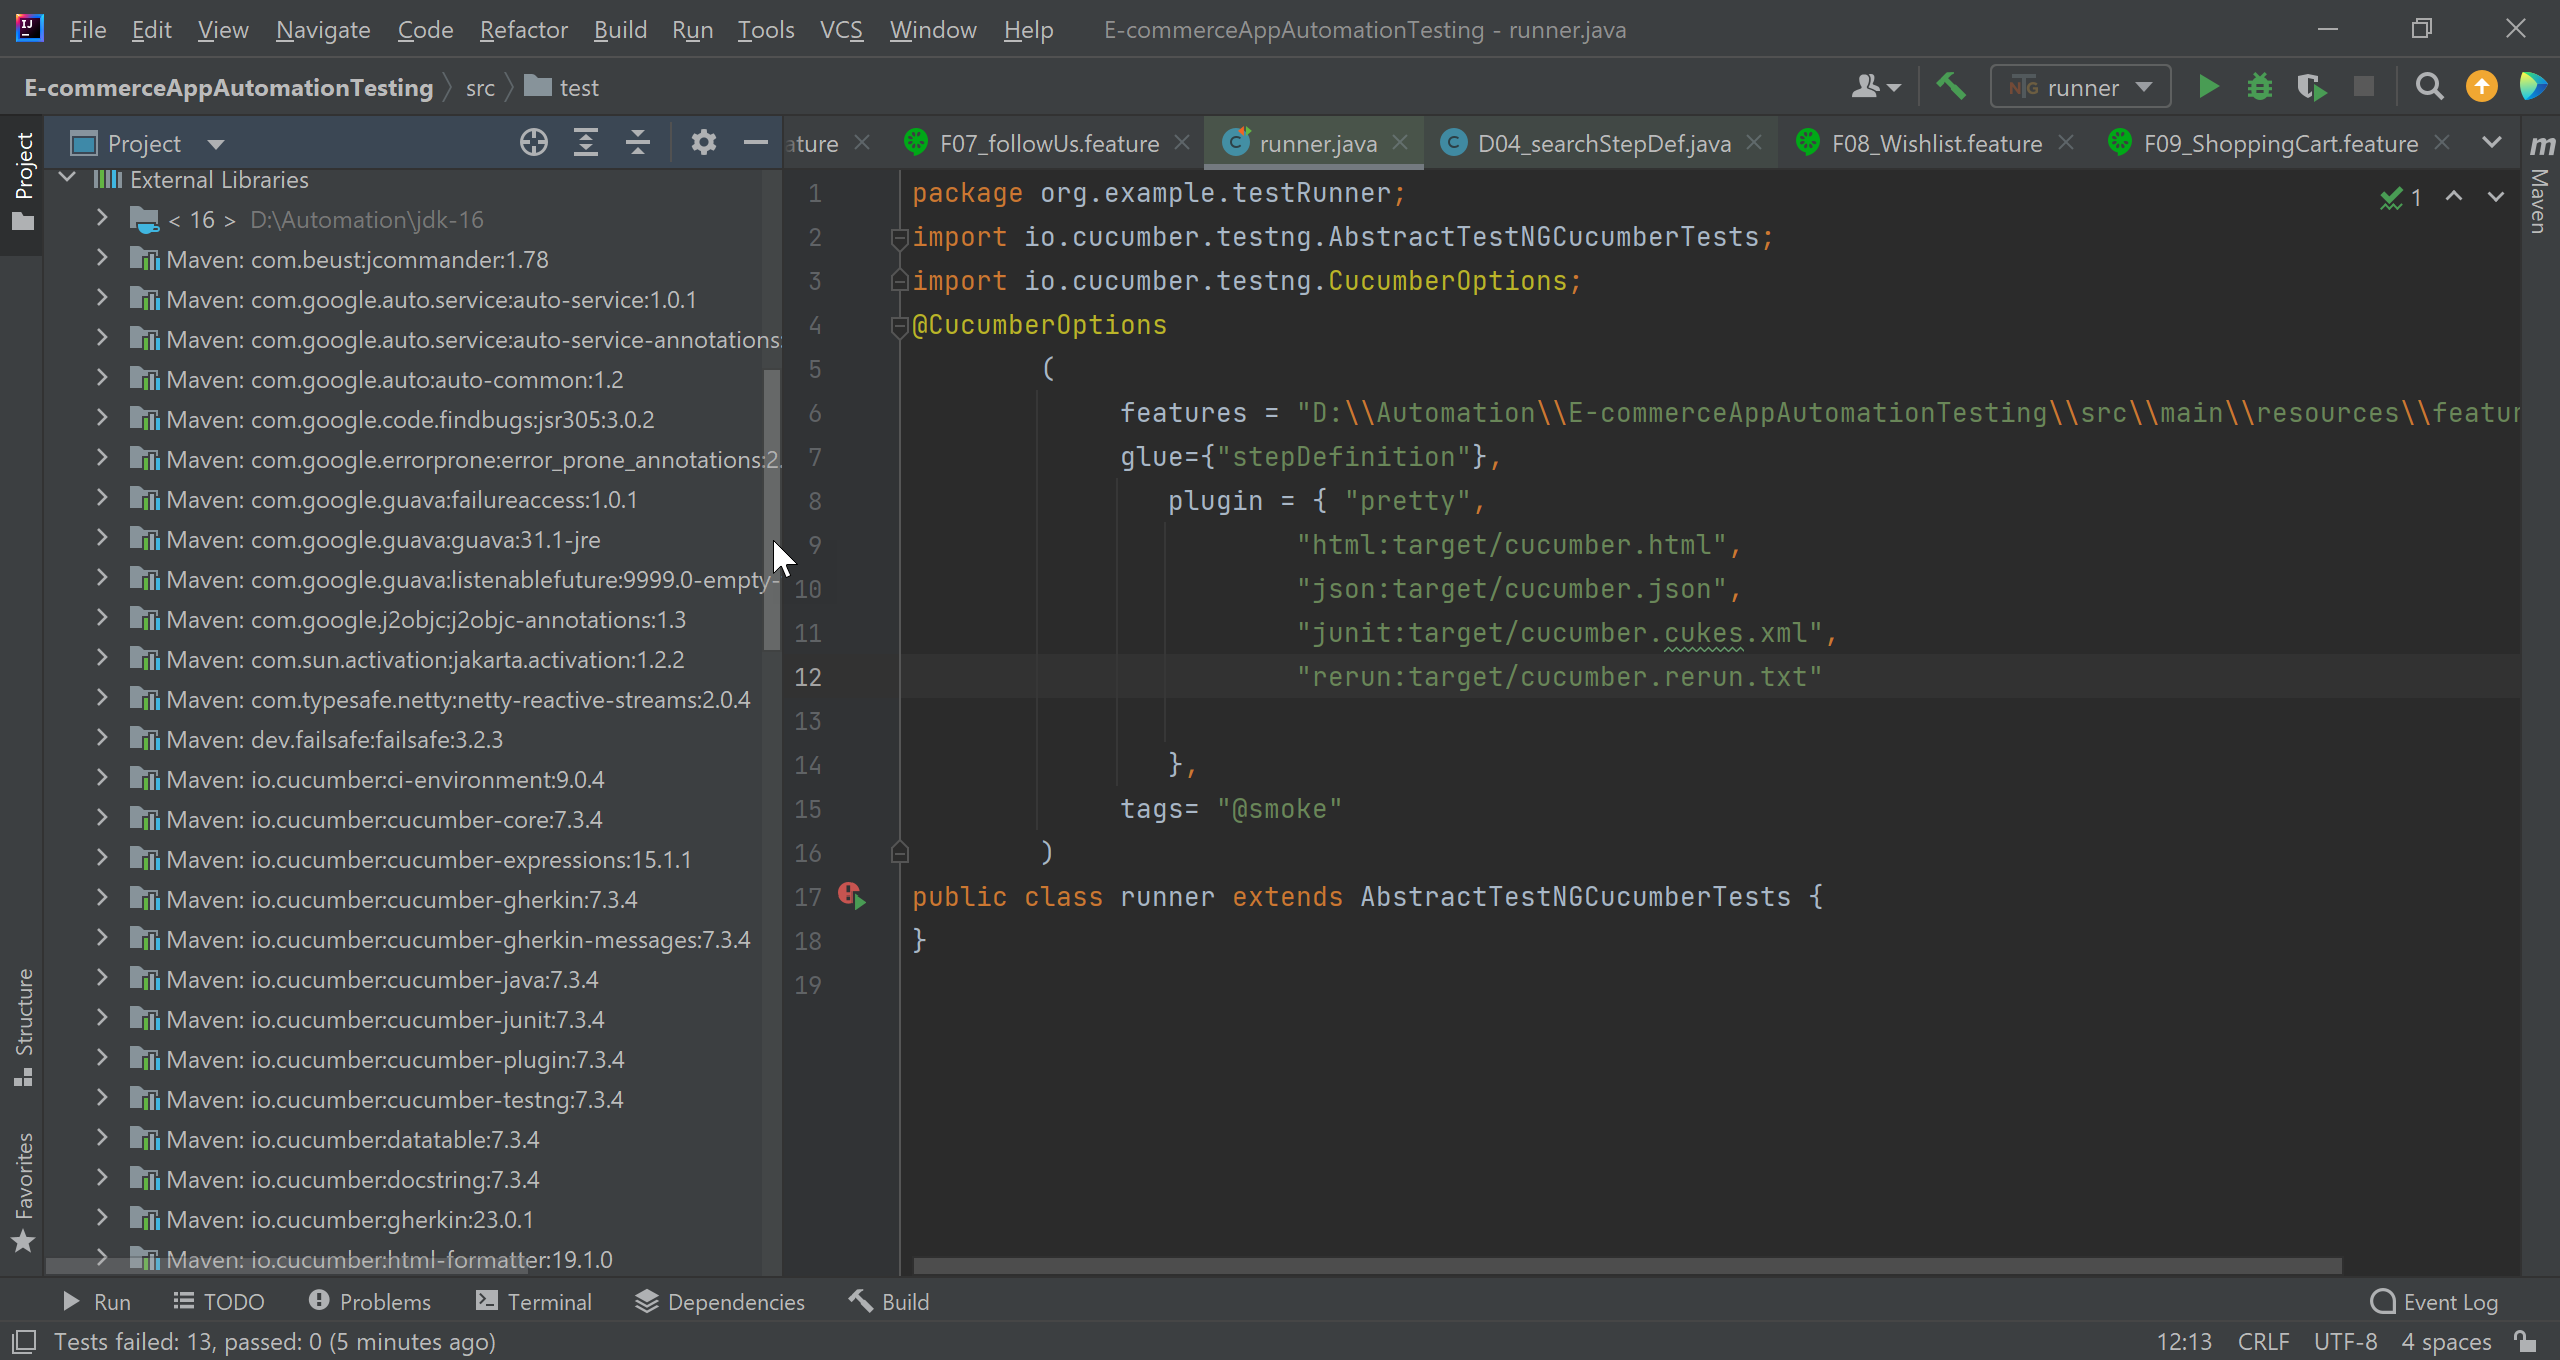 File Edit View Navigate Code Refactor Build Run Tools VCS Window Help E-commerceAppAutomationTesting - runner.java
E-commerceAppAutomationTesting src test
runner
Project
ature F07_followUs.feature runner.java D04_searchStepDef.java F08_Wishlist.feature F09_ShoppingCart.feature
Project
Structure
Favorites
Maven
External Libraries
< 16 > D:\Automation\jdk-16
Maven: com.beust:jcommander:1.78
Maven: com.google.auto.service:auto-service:1.0.1
Maven: com.google.auto.service:auto-service-annotations:
Maven: com.google.auto:auto-common:1.2
Maven: com.google.code.findbugs:jsr305:3.0.2
Maven: com.google.errorprone:error_prone_annotations:2.
Maven: com.google.guava:failureaccess:1.0.1
Maven: com.google.guava:guava:31.1-jre
Maven: com.google.guava:listenablefuture:9999.0-empty-
Maven: com.google.j2objc:j2objc-annotations:1.3
Maven: com.sun.activation:jakarta.activation:1.2.2
Maven: com.typesafe.netty:netty-reactive-streams:2.0.4
Maven: dev.failsafe:failsafe:3.2.3
Maven: io.cucumber:ci-environment:9.0.4
Maven: io.cucumber:cucumber-core:7.3.4
Maven: io.cucumber:cucumber-expressions:15.1.1
Maven: io.cucumber:cucumber-gherkin:7.3.4
Maven: io.cucumber:cucumber-gherkin-messages:7.3.4
Maven: io.cucumber:cucumber-java:7.3.4
Maven: io.cucumber:cucumber-junit:7.3.4
Maven: io.cucumber:cucumber-plugin:7.3.4
Maven: io.cucumber:cucumber-testng:7.3.4
Maven: io.cucumber:datatable:7.3.4
Maven: io.cucumber:docstring:7.3.4
Maven: io.cucumber:gherkin:23.0.1
Maven: io.cucumber:html-formatter:19.1.0
1 package org.example.testRunner;
1
2 import io.cucumber.testng.AbstractTestNGCucumberTests;
3 import io.cucumber.testng.CucumberOptions;
4 @CucumberOptions
5 (
6 features = "D:\\Automation\\E-commerceAppAutomationTesting\\src\\main\\resources\\featur
7 glue={"stepDefinition"},
8 plugin = { "pretty",
9 "html:target/cucumber.html",
10 "json:target/cucumber.json",
11 "junit:target/cucumber.cukes.xml",
12 "rerun:target/cucumber.rerun.txt"
13
14 },
15 tags= "@smoke"
16 )
17 public class runner extends AbstractTestNGCucumberTests {
18 }
19
Run TODO Problems Terminal Dependencies Build Event Log
Tests failed: 13, passed: 0 (5 minutes ago) 12:13 CRLF UTF-8 4 spaces